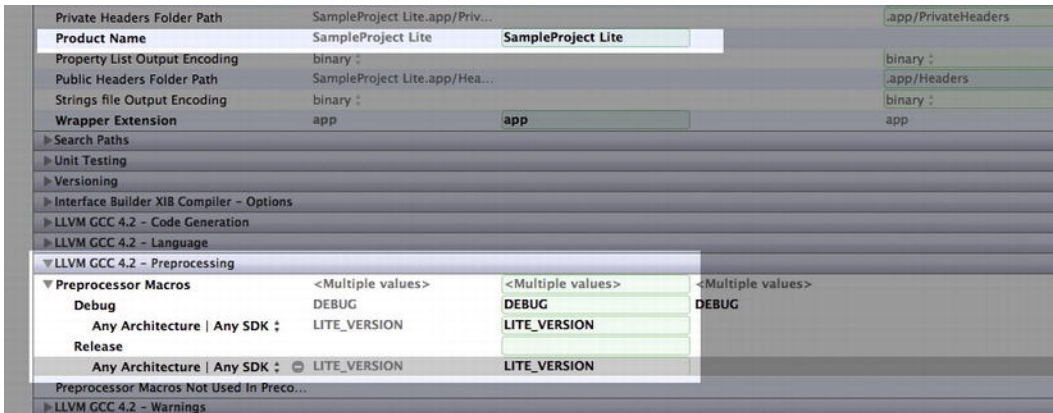 Private Headers Folder Path SampleProject Lite.app/Priv... .app/PrivateHeaders
Product Name SampleProject Lite SampleProject Lite
Property List Output Encoding binary binary
Public Headers Folder Path SampleProject Lite.app/Hea... .app/Headers
Strings file Output Encoding binary binary
Wrapper Extension app app app
Search Paths
Unit Testing
Versioning
Interface Builder XIB Compiler - Options
LLVM GCC 4.2 - Code Generation
LLVM GCC 4.2 - Language
LLVM GCC 4.2 - Preprocessing
Preprocessor Macros <Multiple values> <Multiple values> <Multiple values>
Debug DEBUG DEBUG DEBUG
Any Architecture | Any SDK LITE_VERSION LITE_VERSION
Release
Any Architecture | Any SDK LITE_VERSION LITE_VERSION
Preprocessor Macros Not Used In Preco...
LLVM GCC 4.2 - Warnings